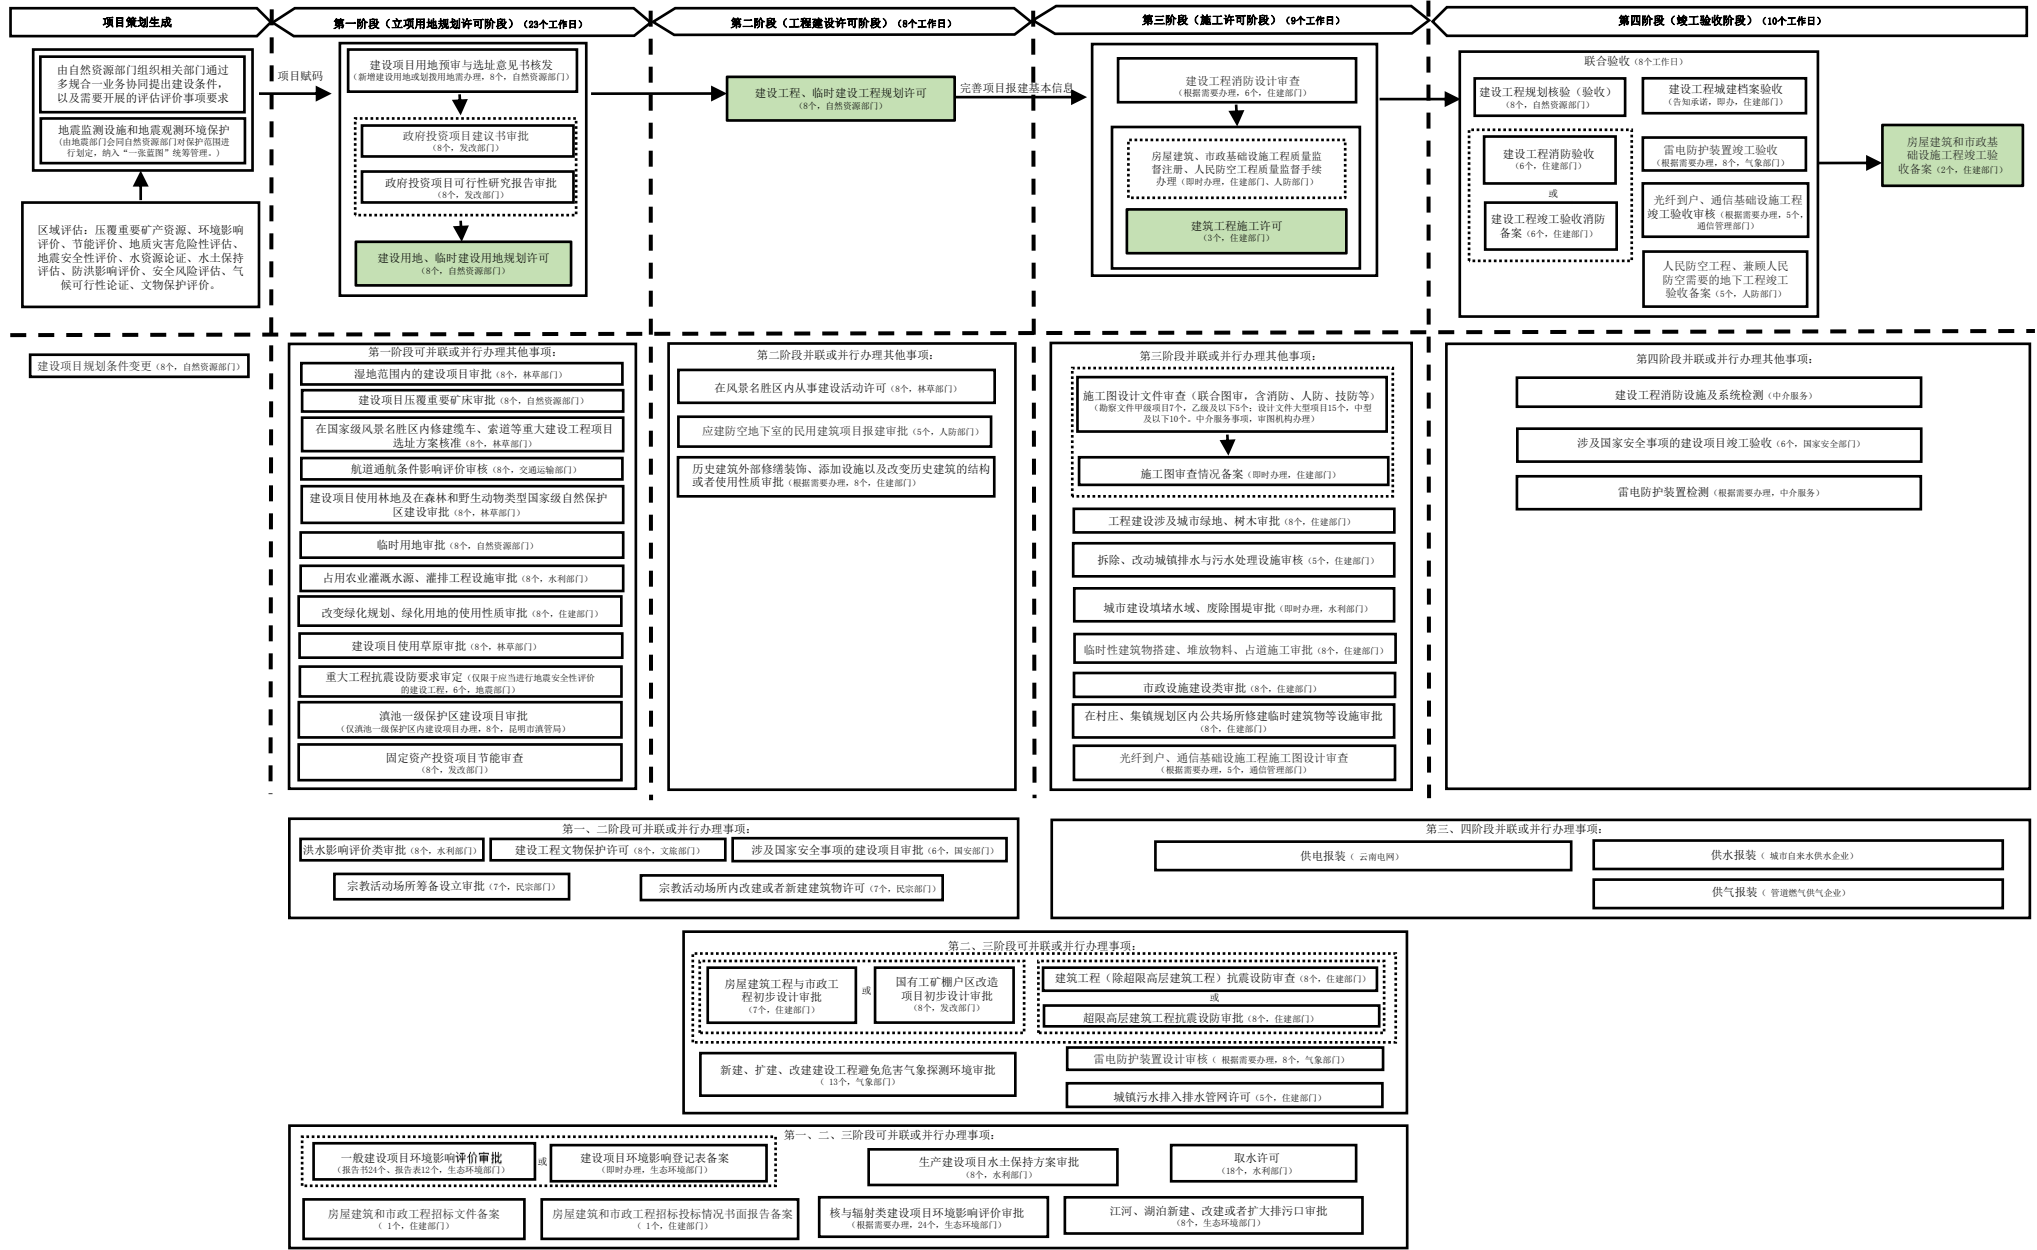 项目策划生成
第一阶段（立项用地规划许可阶段）（23个工作日）
第二阶段（工程建设许可阶段）（8个工作日）
第三阶段（施工许可阶段）（9个工作日）
第四阶段（竣工验收阶段）（10个工作日）
由自然资源部门组织相关部门通过
多规合一业务协同提出建设条件，
以及需要开展的评估评价事项要求
地震监测设施和地震观测环境保护
（由地震部门会同自然资源部门对保护范围进
行划定，纳入“一张蓝图”统筹管理。）
区域评估：压覆重要矿产资源、环境影响
评价、节能评价、地质灾害危险性评估、
地震安全性评价、水资源论证、水土保持
评估、防洪影响评价、安全风险评估、气
候可行性论证、文物保护评价。
项目赋码
建设项目用地预审与选址意见书核发
（新增建设用地或划拨用地需办理，8个，自然资源部门）
政府投资项目建议书审批
（8个，发改部门）
政府投资项目可行性研究报告审批
（8个，发改部门）
建设用地、临时建设用地规划许可
（8个，自然资源部门）
建设工程、临时建设工程规划许可
（8个，自然资源部门）
完善项目报建基本信息
建设工程消防设计审查
（根据需要办理，6个，住建部门）
房屋建筑、市政基础设施工程质量监
督注册、人民防空工程质量监督手续
办理（即时办理，住建部门、人防部门）
建筑工程施工许可
（3个，住建部门）
联合验收（8个工作日）
建设工程规划核验（验收）
（8个，自然资源部门）
建设工程城建档案验收
（告知承诺，即办，住建部门）
建设工程消防验收
（6个，住建部门）
或
建设工程竣工验收消防
备案（6个，住建部门）
雷电防护装置竣工验收
（根据需要办理，8个，气象部门）
光纤到户、通信基础设施工程
竣工验收审核（根据需要办理，5个，
通信管理部门）
人民防空工程、兼顾人民
防空需要的地下工程竣工
验收备案（5个，人防部门）
房屋建筑和市政基
础设施工程竣工验
收备案（2个，住建部门）
建设项目规划条件变更（8个，自然资源部门）
第一阶段可并联或并行办理其他事项：
湿地范围内的建设项目审批（8个，林草部门）
建设项目压覆重要矿床审批（8个，自然资源部门）
在国家级风景名胜区内修建缆车、索道等重大建设工程项目
选址方案核准（8个，林草部门）
航道通航条件影响评价审核（8个，交通运输部门）
建设项目使用林地及在森林和野生动物类型国家级自然保护
区建设审批（8个，林草部门）
临时用地审批（8个，自然资源部门）
占用农业灌溉水源、灌排工程设施审批（8个，水利部门）
改变绿化规划、绿化用地的使用性质审批（8个，住建部门）
建设项目使用草原审批（8个，林草部门）
重大工程抗震设防要求审定（仅限于应当进行地震安全性评价
的建设工程，6个，地震部门）
滇池一级保护区建设项目审批
（仅滇池一级保护区内建设项目办理，8个，昆明市滇管局）
固定资产投资项目节能审查
（8个，发改部门）
第二阶段并联或并行办理其他事项：
在风景名胜区内从事建设活动许可（8个，林草部门）
应建防空地下室的民用建筑项目报建审批（5个，人防部门）
历史建筑外部修缮装饰、添加设施以及改变历史建筑的结构
或者使用性质审批（根据需要办理，8个，住建部门）
第三阶段并联或并行办理其他事项：
施工图设计文件审查（联合图审，含消防、人防、技防等）
（勘察文件甲级项目7个，乙级及以下5个；设计文件大型项目15个，中型
及以下10个。中介服务事项，审图机构办理）
施工图审查情况备案（即时办理，住建部门）
工程建设涉及城市绿地、树木审批（8个，住建部门）
拆除、改动城镇排水与污水处理设施审核（5个，住建部门）
城市建设填堵水域、废除围堤审批（即时办理，水利部门）
临时性建筑物搭建、堆放物料、占道施工审批（8个，住建部门）
市政设施建设类审批（8个，住建部门）
在村庄、集镇规划区内公共场所修建临时建筑物等设施审批
（8个，住建部门）
光纤到户、通信基础设施工程施工图设计审查
（根据需要办理，5个，通信管理部门）
第四阶段并联或并行办理其他事项：
建设工程消防设施及系统检测（中介服务）
涉及国家安全事项的建设项目竣工验收（6个，国家安全部门）
雷电防护装置检测（根据需要办理，中介服务）
第一、二阶段可并联或并行办理事项：
洪水影响评价类审批（8个，水利部门）
建设工程文物保护许可（8个，文旅部门）
涉及国家安全事项的建设项目审批（6个，国安部门）
宗教活动场所筹备设立审批（7个，民宗部门）
宗教活动场所内改建或者新建建筑物许可（7个，民宗部门）
第三、四阶段并联或并行办理事项：
供电报装（ 云南电网）
供水报装（ 城市自来水供水企业）
供气报装（ 管道燃气供气企业）
第二、三阶段可并联或并行办理事项：
房屋建筑工程与市政工
程初步设计审批
（7个，住建部门）
或
国有工矿棚户区改造
项目初步设计审批
（8个，发改部门）
建筑工程（除超限高层建筑工程）抗震设防审查（8个，住建部门）
或
超限高层建筑工程抗震设防审批（8个，住建部门）
新建、扩建、改建建设工程避免危害气象探测环境审批
（ 13个，气象部门）
雷电防护装置设计审核（ 根据需要办理，8个，气象部门）
城镇污水排入排水管网许可（5个，住建部门）
第一、二、三阶段可并联或并行办理事项：
一般建设项目环境影响评价审批
（报告书24个、报告表12个，生态环境部门）
或
建设项目环境影响登记表备案
（即时办理，生态环境部门）
生产建设项目水土保持方案审批
（8个，水利部门）
取水许可
（18个，水利部门）
房屋建筑和市政工程招标文件备案
（ 1个，住建部门）
房屋建筑和市政工程招标投标情况书面报告备案
（ 1个，住建部门）
核与辐射类建设项目环境影响评价审批
（根据需要办理，24个，生态环境部门）
江河、湖泊新建、改建或者扩大排污口审批
（8个，生态环境部门）